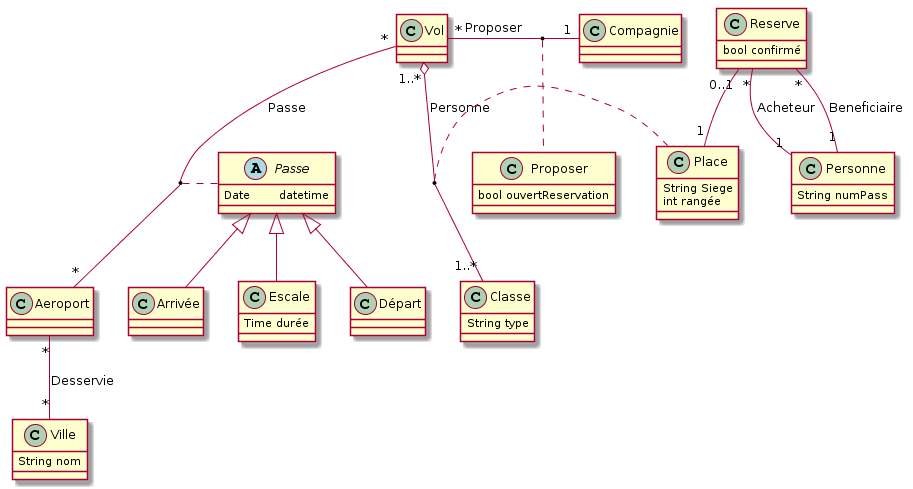 C Reserve
bool confirmé
C Vol
* Proposer 1
C Compagnie
*
1..*
0..1
*
*
Passe
Personne
Acheteur
Beneficiaire
1
1
1
A Passe
Date datetime
C Proposer
bool ouvertReservation
C Place
String Siege
int rangée
C Personne
String numPass
*
1..*
C Aeroport
C Arrivée
C Escale
Time durée
C Départ
C Classe
String type
*
Desservie
*
C Ville
String nom